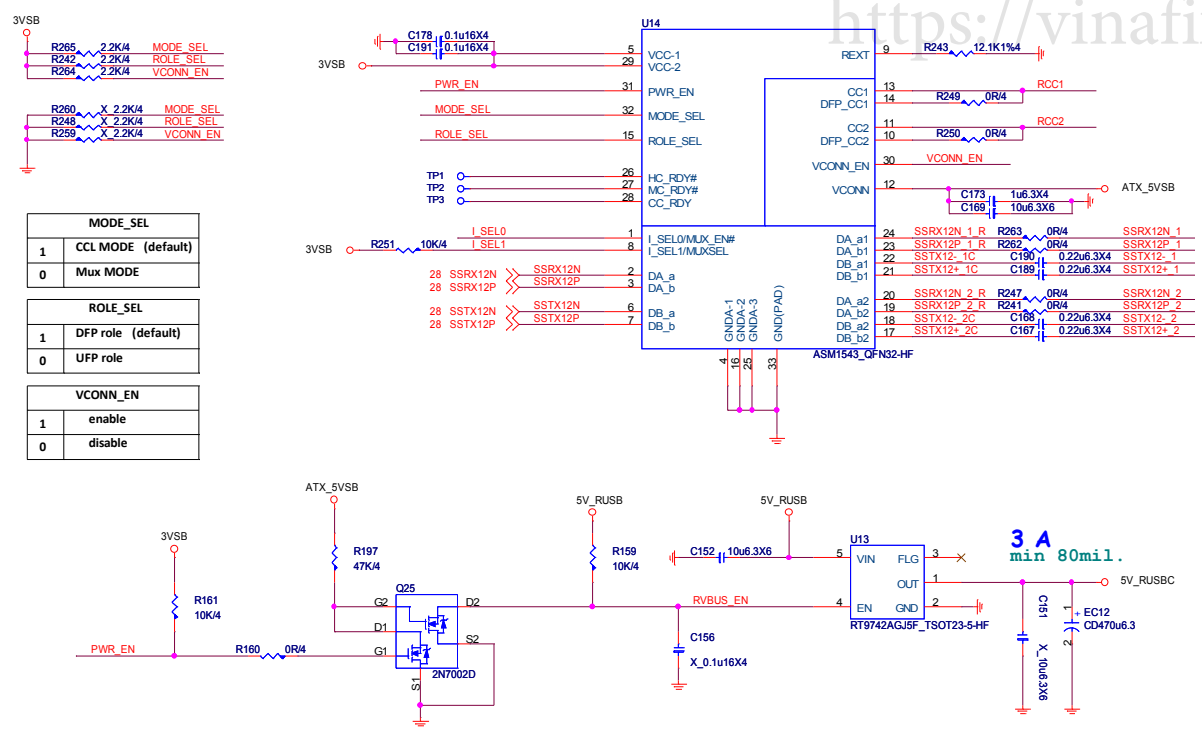 https://vinafi
3VSB
R265 2.2K/4 MODE_SEL
R242 2.2K/4 ROLE_SEL
R264 2.2K/4 VCONN_EN
R260 X_2.2K/4 MODE_SEL
R248 X_2.2K/4 ROLE_SEL
R259 X_2.2K/4 VCONN_EN
MODE_SEL
1 CCL MODE (default)
0 Mux MODE
ROLE_SEL
1 DFP role (default)
0 UFP role
VCONN_EN
1 enable
0 disable
U14
C178 0.1u16X4
C191 0.1u16X4
3VSB
5 VCC-1
29 VCC-2
PWR_EN 31 PWR_EN
MODE_SEL 32 MODE_SEL
ROLE_SEL 15 ROLE_SEL
TP1 26 HC_RDY#
TP2 27 MC_RDY#
TP3 28 CC_RDY
I_SEL0 1 I_SEL0/MUX_EN#
3VSB R251 10K/4 I_SEL1 8 I_SEL1/MUXSEL
28 SSRX12N SSRX12N 2 DA_a
28 SSRX12P SSRX12P 3 DA_b
28 SSTX12N SSTX12N 6 DB_a
28 SSTX12P SSTX12P 7 DB_b
REXT 9 R243 12.1K1%4
CC1 13 RCC1
DFP_CC1 14 R249 0R/4
CC2 11 RCC2
DFP_CC2 10 R250 0R/4
VCONN_EN 30 VCONN_EN
VCONN 12 ATX_5VSB
C173 1u6.3X4
C169 10u6.3X6
DA_a1 24 SSRX12N_1_R R263 0R/4 SSRX12N_1
DA_b1 23 SSRX12P_1_R R262 0R/4 SSRX12P_1
DB_a1 22 SSTX12-_1C C190 0.22u6.3X4 SSTX12-_1
DB_b1 21 SSTX12+_1C C189 0.22u6.3X4 SSTX12+_1
DA_a2 20 SSRX12N_2_R R247 0R/4 SSRX12N_2
DA_b2 19 SSRX12P_2_R R241 0R/4 SSRX12P_2
DB_a2 18 SSTX12-_2C C168 0.22u6.3X4 SSTX12-_2
DB_b2 17 SSTX12+_2C C167 0.22u6.3X4 SSTX12+_2
GNDA-1 4
GNDA-2 16
GNDA-3 25
GND(PAD) 33
ASM1543_QFN32-HF
3VSB
R161
10K/4
PWR_EN
R160 0R/4
ATX_5VSB
R197
47K/4
Q25
G2
D1
G1
D2
S2
S1
2N7002D
5V_RUSB
R159
10K/4
RVBUS_EN
C156
X_0.1u16X4
5V_RUSB
C152 10u6.3X6
U13
5 VIN
4 EN
FLG 3
OUT 1
GND 2
RT9742AGJ5F_TSOT23-5-HF
3 A
min 80mil.
5V_RUSBC
C151
X_10u6.3X6
1
+ EC12
CD470u6.3
2